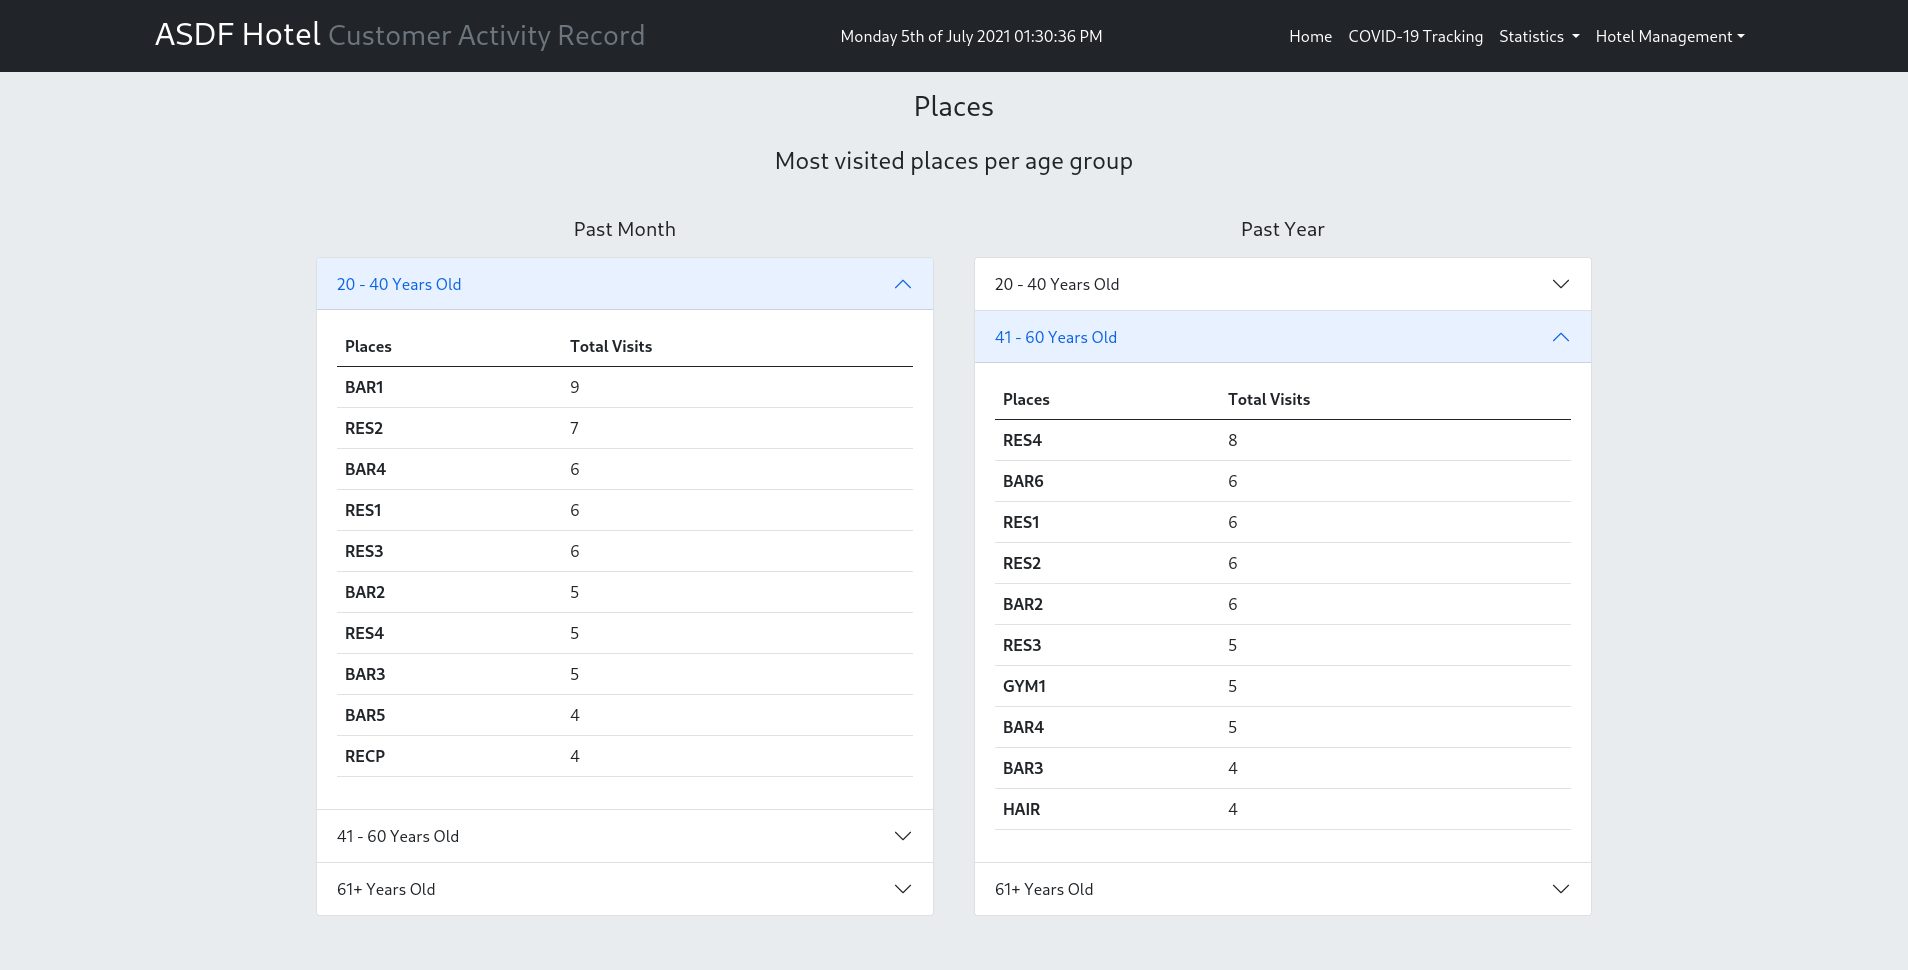 ASDF Hotel Customer Activity Record
Monday 5th of July 2021 01:30:36 PM
Home COVID-19 Tracking Statistics Hotel Management
Places
Most visited places per age group
Past Month
20 - 40 Years Old
Places Total Visits
BAR1 9
RES2 7
BAR4 6
RES1 6
RES3 6
BAR2 5
RES4 5
BAR3 5
BAR5 4
RECP 4
41 - 60 Years Old
61+ Years Old
Past Year
20 - 40 Years Old
41 - 60 Years Old
Places Total Visits
RES4 8
BAR6 6
RES1 6
RES2 6
BAR2 6
RES3 5
GYM1 5
BAR4 5
BAR3 4
HAIR 4
61+ Years Old